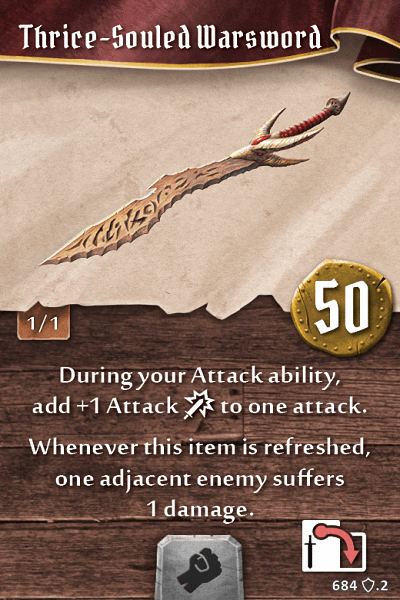 Thrice-Souled Warsword
1/1
50
During your Attack ability,
add +1 Attack to one attack.
Whenever this item is refreshed,
one adjacent enemy suffers
1 damage.
684 .2